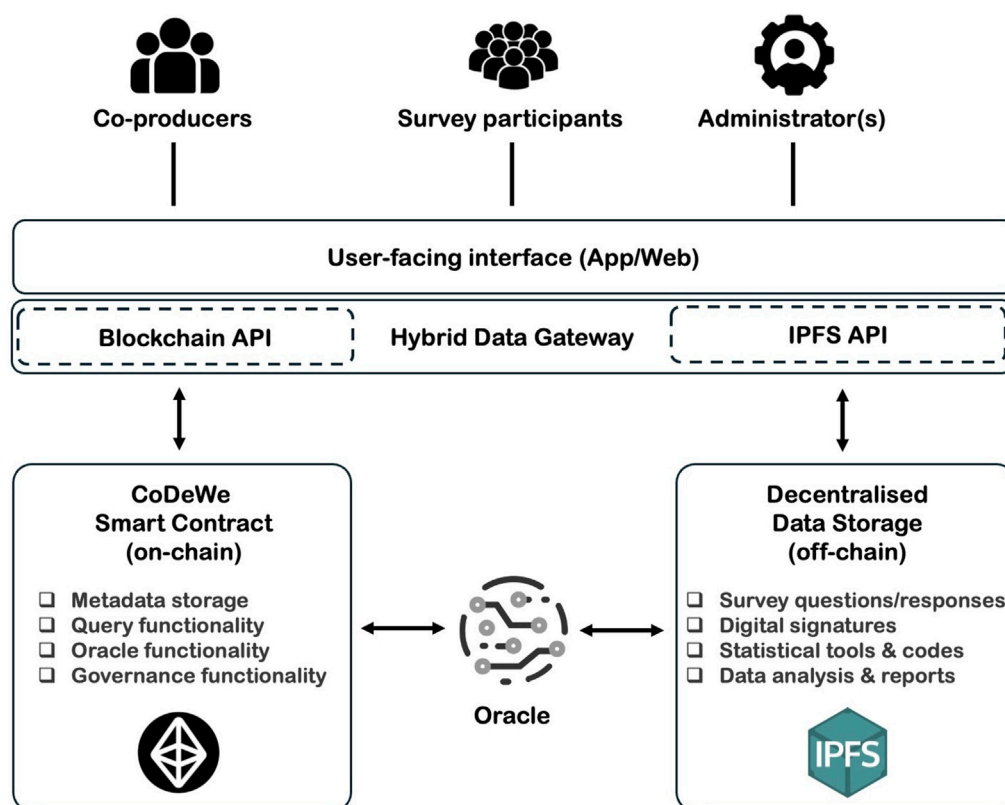 Co-producers
Survey participants
Administrator(s)
User-facing interface (App/Web)
Blockchain API
Hybrid Data Gateway
IPFS API
CoDeWe
Smart Contract
(on-chain)
Metadata storage
Query functionality
Oracle functionality
Governance functionality
Oracle
Decentralised
Data Storage
(off-chain)
Survey questions/responses
Digital signatures
Statistical tools & codes
Data analysis & reports
IPFS